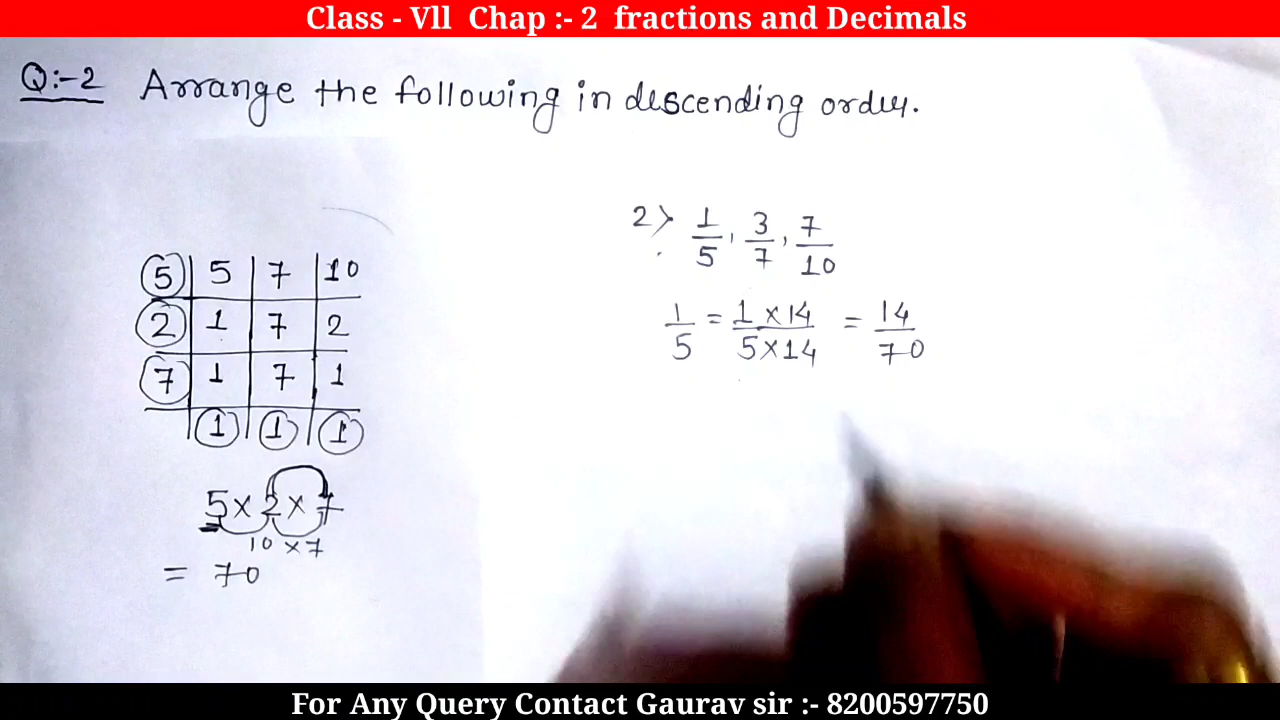 Class - Vll Chap :- 2 fractions and Decimals
Q:-2 Arrange the following in descending order.
2> 1/5, 3/7, 7/10
1/5 = 1 x 14 / 5 x 14 = 14/70
5 | 5 | 7 | 10
2 | 1 | 7 | 2
7 | 1 | 7 | 1
1 | 1 | 1
5 x 2 x 7
10 x 7
= 70
For Any Query Contact Gaurav sir :- 8200597750